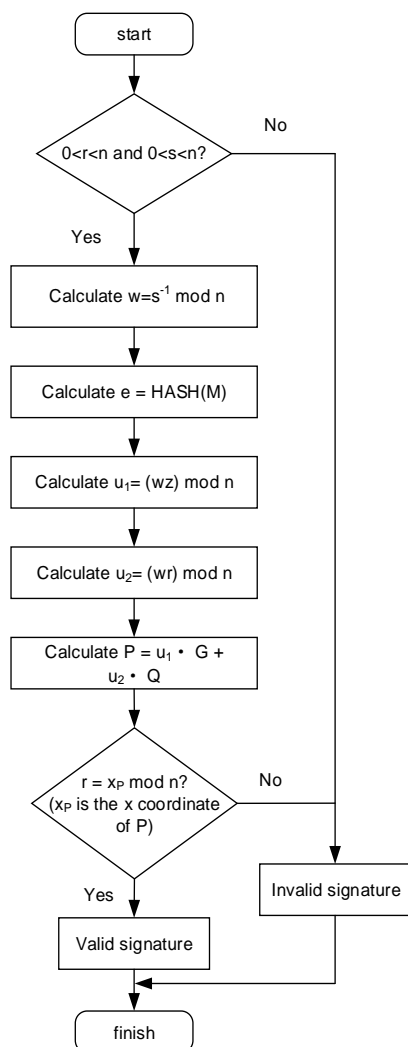 start
No
0<r<n and 0<s<n?
Yes
Calculate w=s⁻¹ mod n
Calculate e = HASH(M)
Calculate u₁= (wz) mod n
Calculate u₂= (wr) mod n
Calculate P = u₁ • G +
u₂ • Q
r = xₚ mod n?
(xₚ is the x coordinate
of P)
No
Yes
Invalid signature
Valid signature
finish